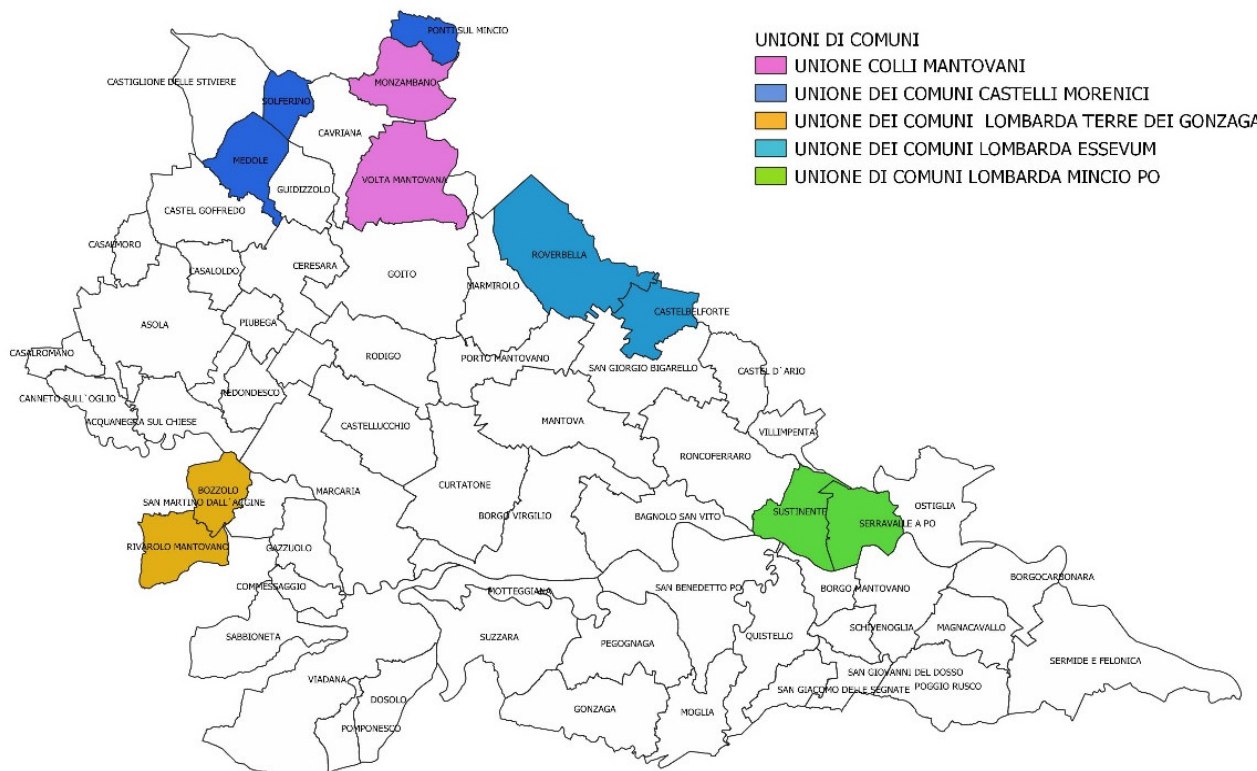 PONTI SUL MINCIO
CASTIGLIONE DELLE STIVIERE
MONZAMBANO
SOLFERINO
CAVRIANA
MEDOLE
VOLTA MANTOVANA
GUIDIZZOLO
CASTEL GOFFREDO
CASALMORO
ROVERBELLA
CERESARA
CASALOLDO
GOITO
MARMIROLO
CASTELBELFORTE
PIUBEGA
ASOLA
CASALROMANO
RODIGO
PORTO MANTOVANO
SAN GIORGIO BIGARELLO
CASTEL D`ARIO
REDONDESCO
CANNETO SULL`OGLIO
ACQUANEGRA SUL CHIESE
CASTELLUCCHIO
MANTOVA
VILLIMPENTA
RONCOFERRARO
BOZZOLO
MARCARIA
CURTATONE
SAN MARTINO DALL`ARGINE
BORGO VIRGILIO
BAGNOLO SAN VITO
SUSTINENTE
OSTIGLIA
SERRAVALLE A PO
RIVAROLO MANTOVANO
GAZZUOLO
COMMESSAGGIO
MOTTEGGIANA
SAN BENEDETTO PO
BORGO MANTOVANO
BORGOCARBONARA
SABBIONETA
SUZZARA
PEGOGNAGA
QUISTELLO
SCHIVENOGLIA
MAGNACAVALLO
SERMIDE E FELONICA
VIADANA
DOSOLO
POMPONESCO
GONZAGA
MOGLIA
SAN GIOVANNI DEL DOSSO
SAN GIACOMO DELLE SEGNATE
POGGIO RUSCO
UNIONI DI COMUNI
UNIONE COLLI MANTOVANI
UNIONE DEI COMUNI CASTELLI MORENICI
UNIONE DEI COMUNI LOMBARDA TERRE DEI GONZAGA
UNIONE DEI COMUNI LOMBARDA ESSEVUM
UNIONE DI COMUNI LOMBARDA MINCIO PO